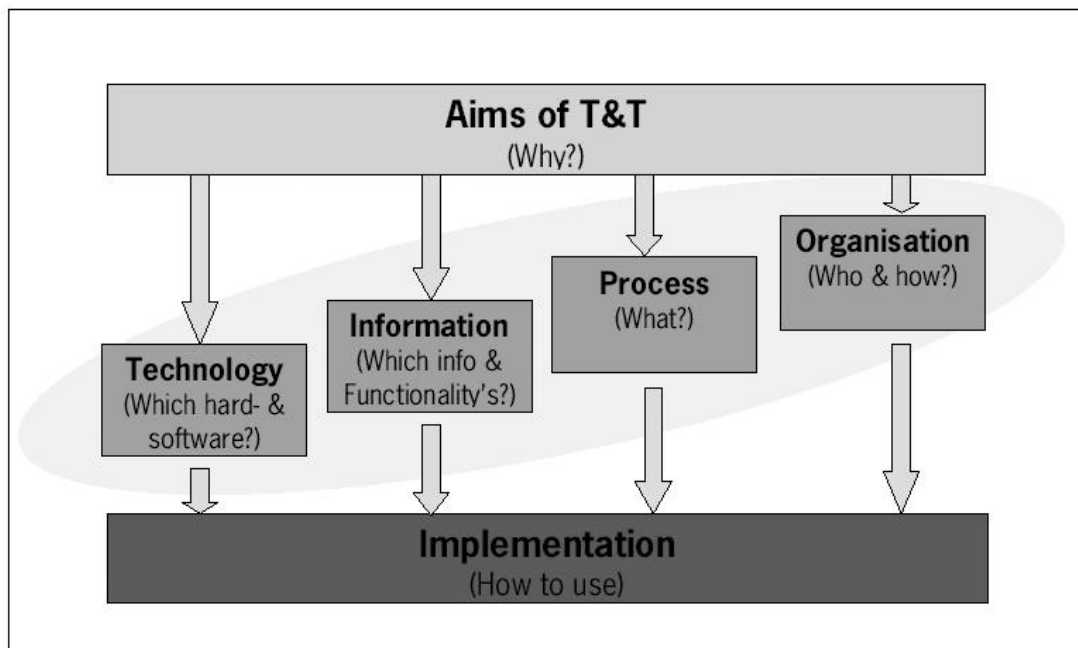 Aims of T&T
(Why?)
Organisation
(Who & how?)
Process
(What?)
Information
(Which info &
Functionality's?)
Technology
(Which hard- &
software?)
Implementation
(How to use)